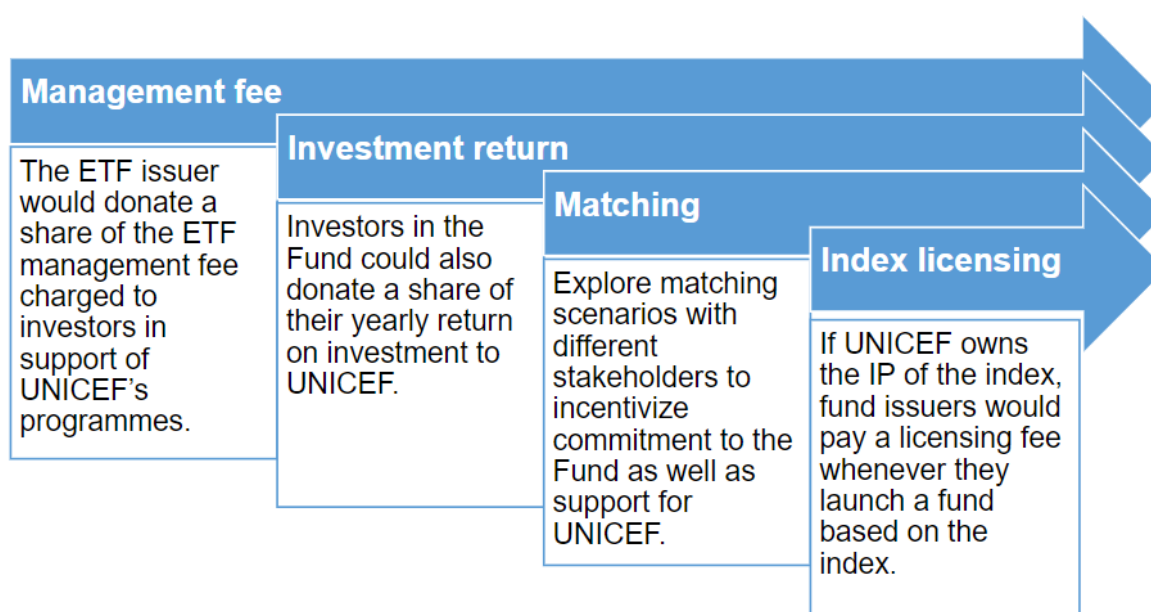 Management fee
The ETF issuer
would donate a
share of the ETF
management fee
charged to
investors in
support of
UNICEF's
programmes.
Investment return
Investors in the
Fund could also
donate a share of
their yearly return
on investment to
UNICEF.
Matching
Explore matching
scenarios with
different
stakeholders to
incentivize
commitment to the
Fund as well as
support for
UNICEF.
Index licensing
If UNICEF owns
the IP of the index,
fund issuers would
pay a licensing fee
whenever they
launch a fund
based on the
index.